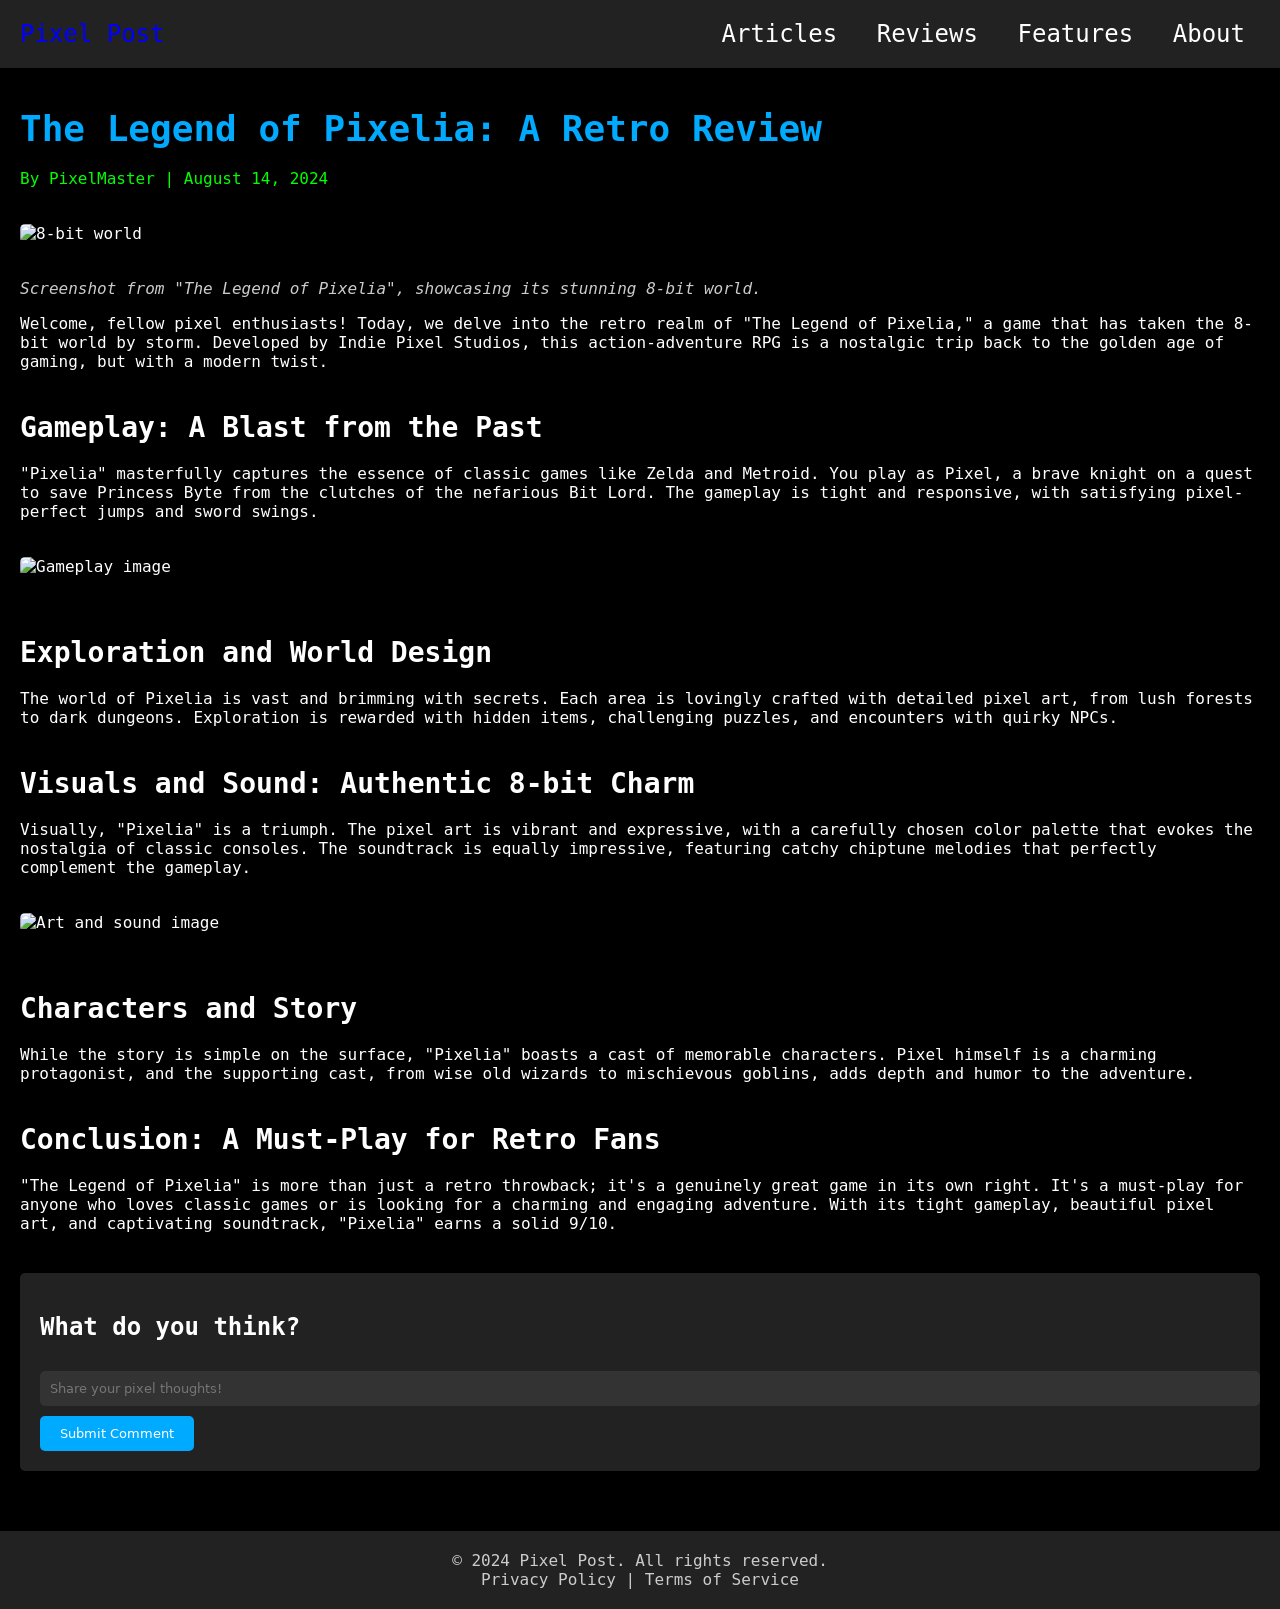 Pixel Post
Articles Reviews Features About
The Legend of Pixelia: A Retro Review
By PixelMaster | August 14, 2024
8-bit world
Screenshot from "The Legend of Pixelia", showcasing its stunning 8-bit world.
Welcome, fellow pixel enthusiasts! Today, we delve into the retro realm of "The Legend of Pixelia," a game that has taken the 8-
bit world by storm. Developed by Indie Pixel Studios, this action-adventure RPG is a nostalgic trip back to the golden age of
gaming, but with a modern twist.
Gameplay: A Blast from the Past
"Pixelia" masterfully captures the essence of classic games like Zelda and Metroid. You play as Pixel, a brave knight on a quest
to save Princess Byte from the clutches of the nefarious Bit Lord. The gameplay is tight and responsive, with satisfying pixel-
perfect jumps and sword swings.
Gameplay image
Exploration and World Design
The world of Pixelia is vast and brimming with secrets. Each area is lovingly crafted with detailed pixel art, from lush forests
to dark dungeons. Exploration is rewarded with hidden items, challenging puzzles, and encounters with quirky NPCs.
Visuals and Sound: Authentic 8-bit Charm
Visually, "Pixelia" is a triumph. The pixel art is vibrant and expressive, with a carefully chosen color palette that evokes the
nostalgia of classic consoles. The soundtrack is equally impressive, featuring catchy chiptune melodies that perfectly
complement the gameplay.
Art and sound image
Characters and Story
While the story is simple on the surface, "Pixelia" boasts a cast of memorable characters. Pixel himself is a charming
protagonist, and the supporting cast, from wise old wizards to mischievous goblins, adds depth and humor to the adventure.
Conclusion: A Must-Play for Retro Fans
"The Legend of Pixelia" is more than just a retro throwback; it's a genuinely great game in its own right. It's a must-play for
anyone who loves classic games or is looking for a charming and engaging adventure. With its tight gameplay, beautiful pixel
art, and captivating soundtrack, "Pixelia" earns a solid 9/10.
What do you think?
Share your pixel thoughts!
Submit Comment
© 2024 Pixel Post. All rights reserved.
Privacy Policy | Terms of Service